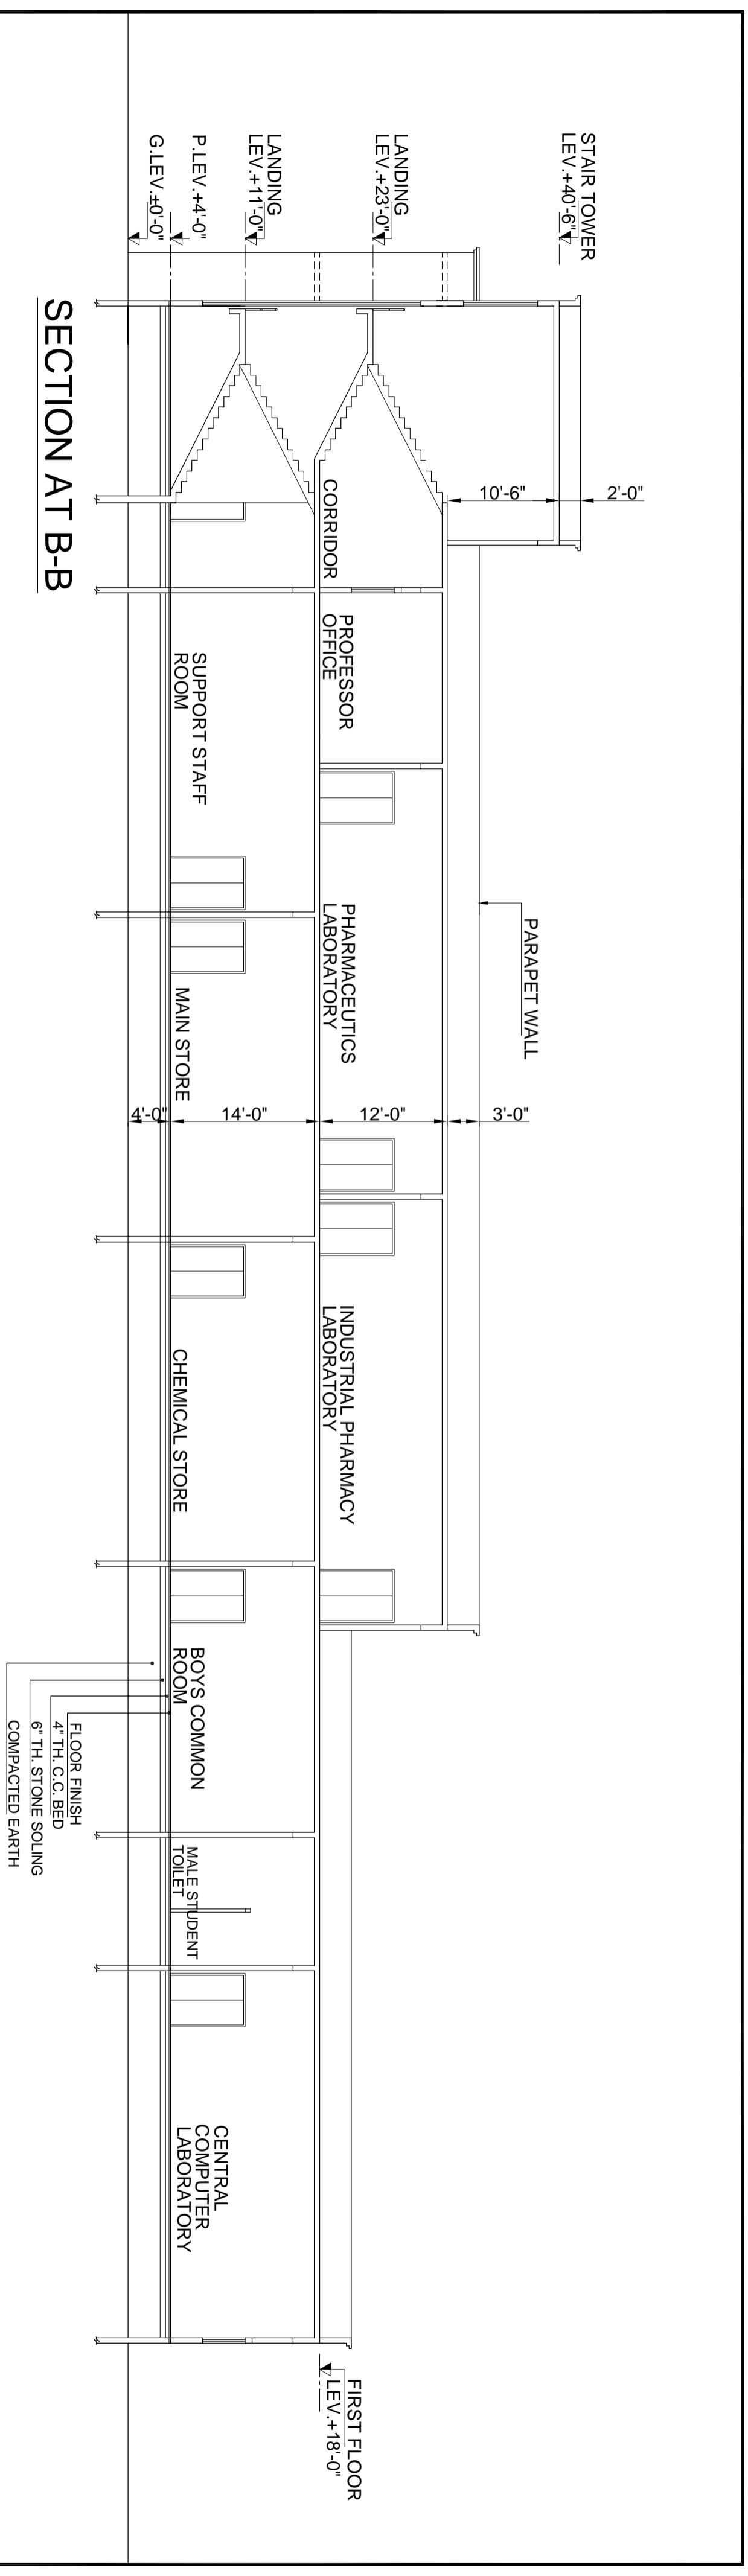 STAIR TOWER
LEV.+40'-6"
LANDING
LEV.+23'-0"
LANDING
LEV.+11'-0"
P.LEV.+4'-0"
G.LEV.±0'-0"
10'-6"
2'-0"
CORRIDOR
PROFESSOR
OFFICE
SUPPORT STAFF
ROOM
PARAPET WALL
PHARMACEUTICS
LABORATORY
MAIN STORE
3'-0"
12'-0"
14'-0"
4'-0"
INDUSTRIAL PHARMACY
LABORATORY
CHEMICAL STORE
BOYS COMMON
ROOM
MALE STUDENT
TOILET
CENTRAL
COMPUTER
LABORATORY
FIRST FLOOR
LEV.+18'-0"
FLOOR FINISH
4" TH. C.C. BED
6" TH. STONE SOLING
COMPACTED EARTH
SECTION AT B-B